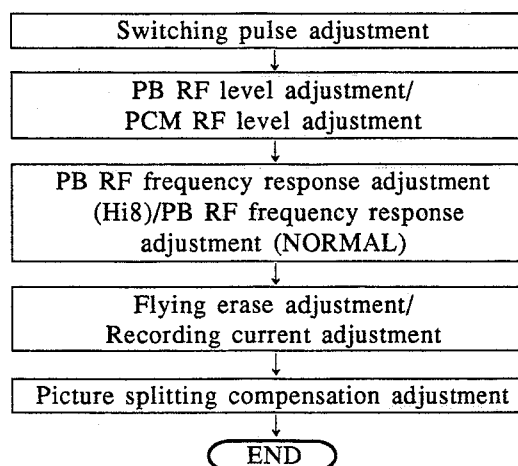 Switching pulse adjustment
PB RF level adjustment/
PCM RF level adjustment
PB RF frequency response adjustment
(Hi8)/PB RF frequency response
adjustment (NORMAL)
Flying erase adjustment/
Recording current adjustment
Picture splitting compensation adjustment
END